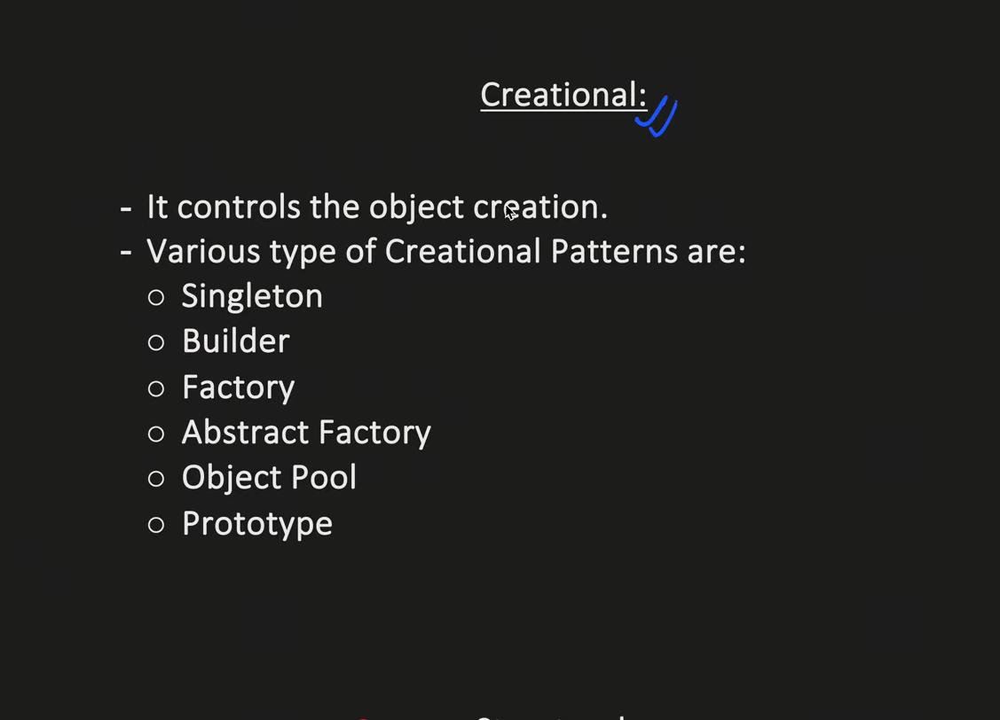 Creational:
- It controls the object creation.
- Various type of Creational Patterns are:
○ Singleton
○ Builder
○ Factory
○ Abstract Factory
○ Object Pool
○ Prototype